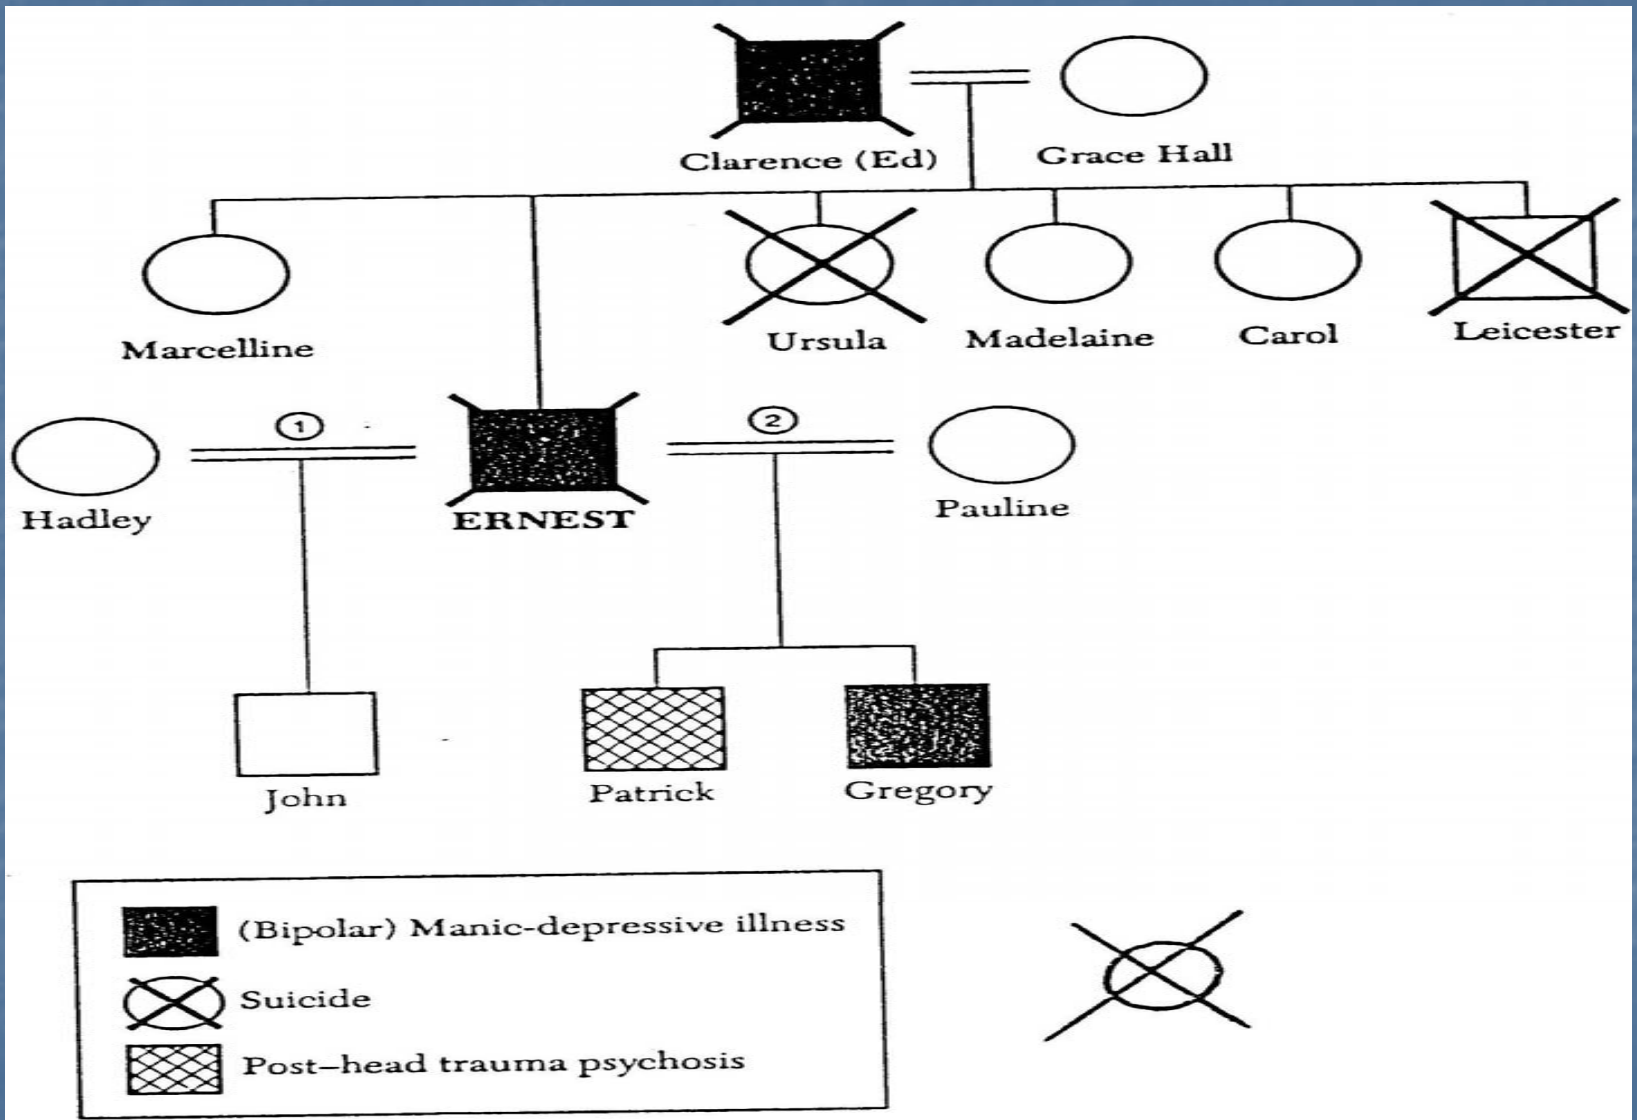 Clarence (Ed)
Grace Hall
Marcelline
Ursula
Madelaine
Carol
Leicester
1
2
Hadley
ERNEST
Pauline
John
Patrick
Gregory
(Bipolar) Manic-depressive illness
Suicide
Post–head trauma psychosis